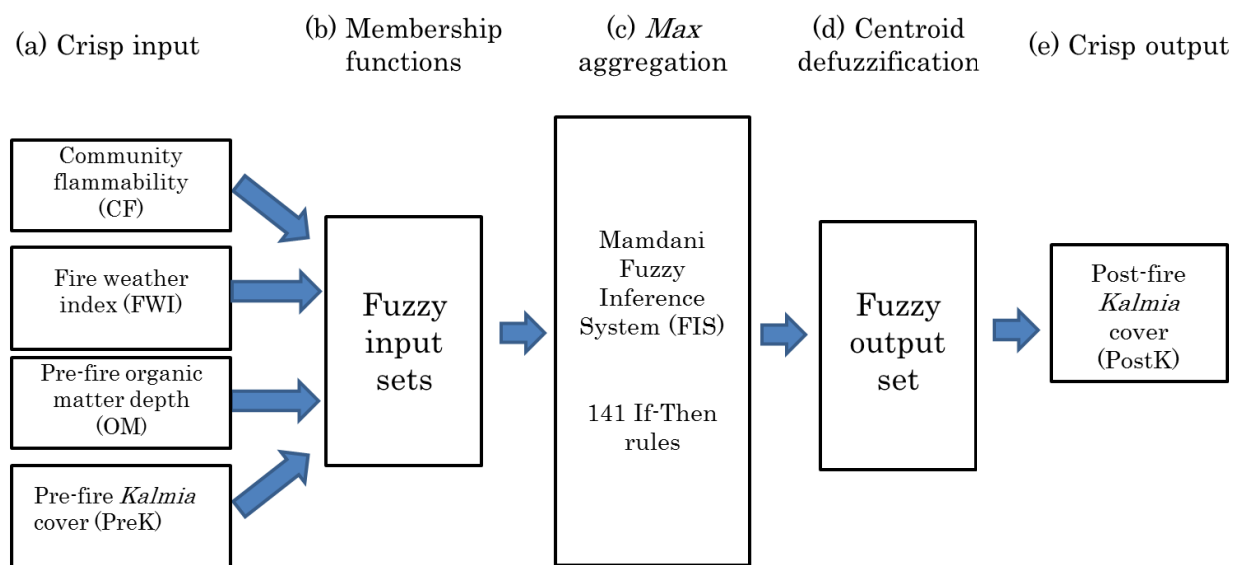 (a) Crisp input
(b) Membership
functions
(c) Max
aggregation
(d) Centroid
defuzzification
(e) Crisp output
Community
flammability
(CF)
Fire weather
index (FWI)
Pre-fire organic
matter depth
(OM)
Pre-fire Kalmia
cover (PreK)
Fuzzy
input
sets
Mamdani
Fuzzy
Inference
System (FIS)
141 If-Then
rules
Fuzzy
output
set
Post-fire
Kalmia
cover
(PostK)